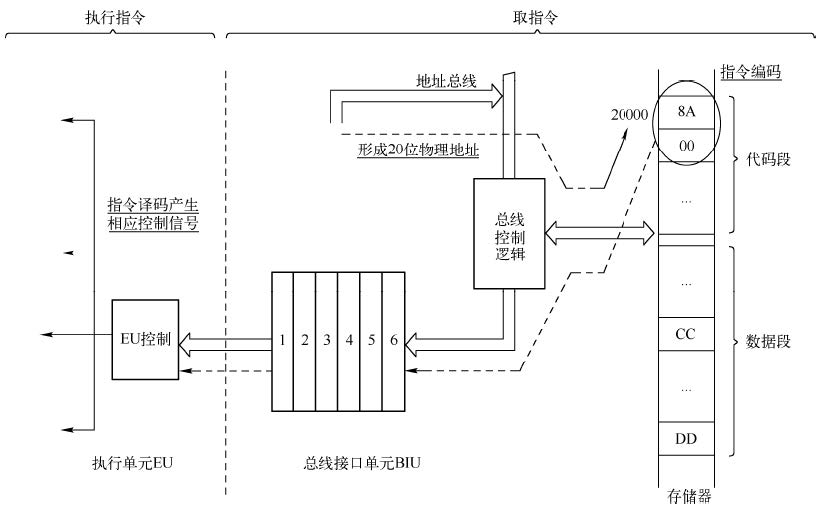 执行指令
取指令
地址总线
指令编码
20000
8A
形成20位物理地址
00
代码段
指令译码产生
相应控制信号
总线
控制
逻辑
...
...
EU控制
1 2 3 4 5 6
CC
数据段
...
DD
执行单元EU
总线接口单元BIU
存储器